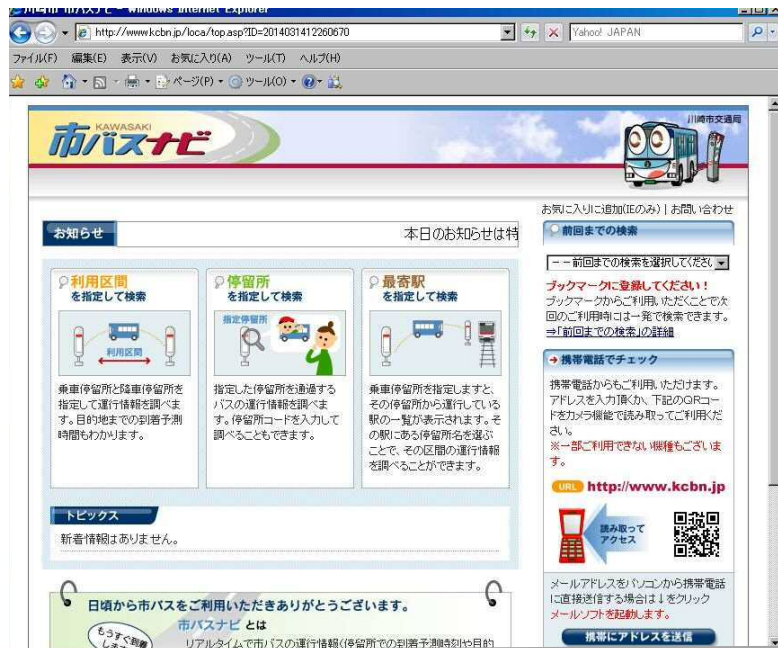 川崎市 市バスナビ - Windows Internet Explorer
http://www.kcbn.jp/loca/top.asp?ID=2014031412260670
Yahoo! JAPAN
ファイル(F) 編集(E) 表示(V) お気に入り(A) ツール(T) ヘルプ(H)
ページ(P) ツール(O)
川崎市交通局
KAWASAKI
市バスナビ
お気に入りに追加(IEのみ) | お問い合わせ
お知らせ
本日のお知らせは特
利用区間
を指定して検索
利用区間
乗車停留所と降車停留所を
指定して運行情報を調べま
す。目的地までの到着予測
時間もわかります。
停留所
を指定して検索
指定停留所
指定した停留所を通過する
バスの運行情報を調べま
す。停留所コードを入力して
調べることもできます。
最寄駅
を指定して検索
乗車停留所を指定しますと、
その停留所から運行している
駅の一覧が表示されます。そ
の駅にある停留所名を選ぶ
ことで、その区間の運行情報
を調べることができます。
トピックス
新着情報はありません。
日頃から市バスをご利用いただきありがとうございます。
もうすぐ到着
しま
市バスナビ とは
リアルタイムで市バスの運行情報(停留所での到着予測時刻や目的
前回までの検索
－－前回までの検索を選択してくださ
ブックマークに登録してください！
ブックマークからご利用いただくことで次
回のご利用時には一発で検索できます。
⇒「前回までの検索」の詳細
携帯電話でチェック
携帯電話からもご利用いただけます。
アドレスを入力頂くか、下記のQRコー
ドをカメラ機能で読み取ってご利用くだ
さい。
※一部ご利用できない機種もございま
す。
URL http://www.kcbn.jp
読み取って
アクセス
メールアドレスをパソコンから携帯電話
に直接送信する場合は↓をクリック
メールソフトを起動します。
携帯にアドレスを送信